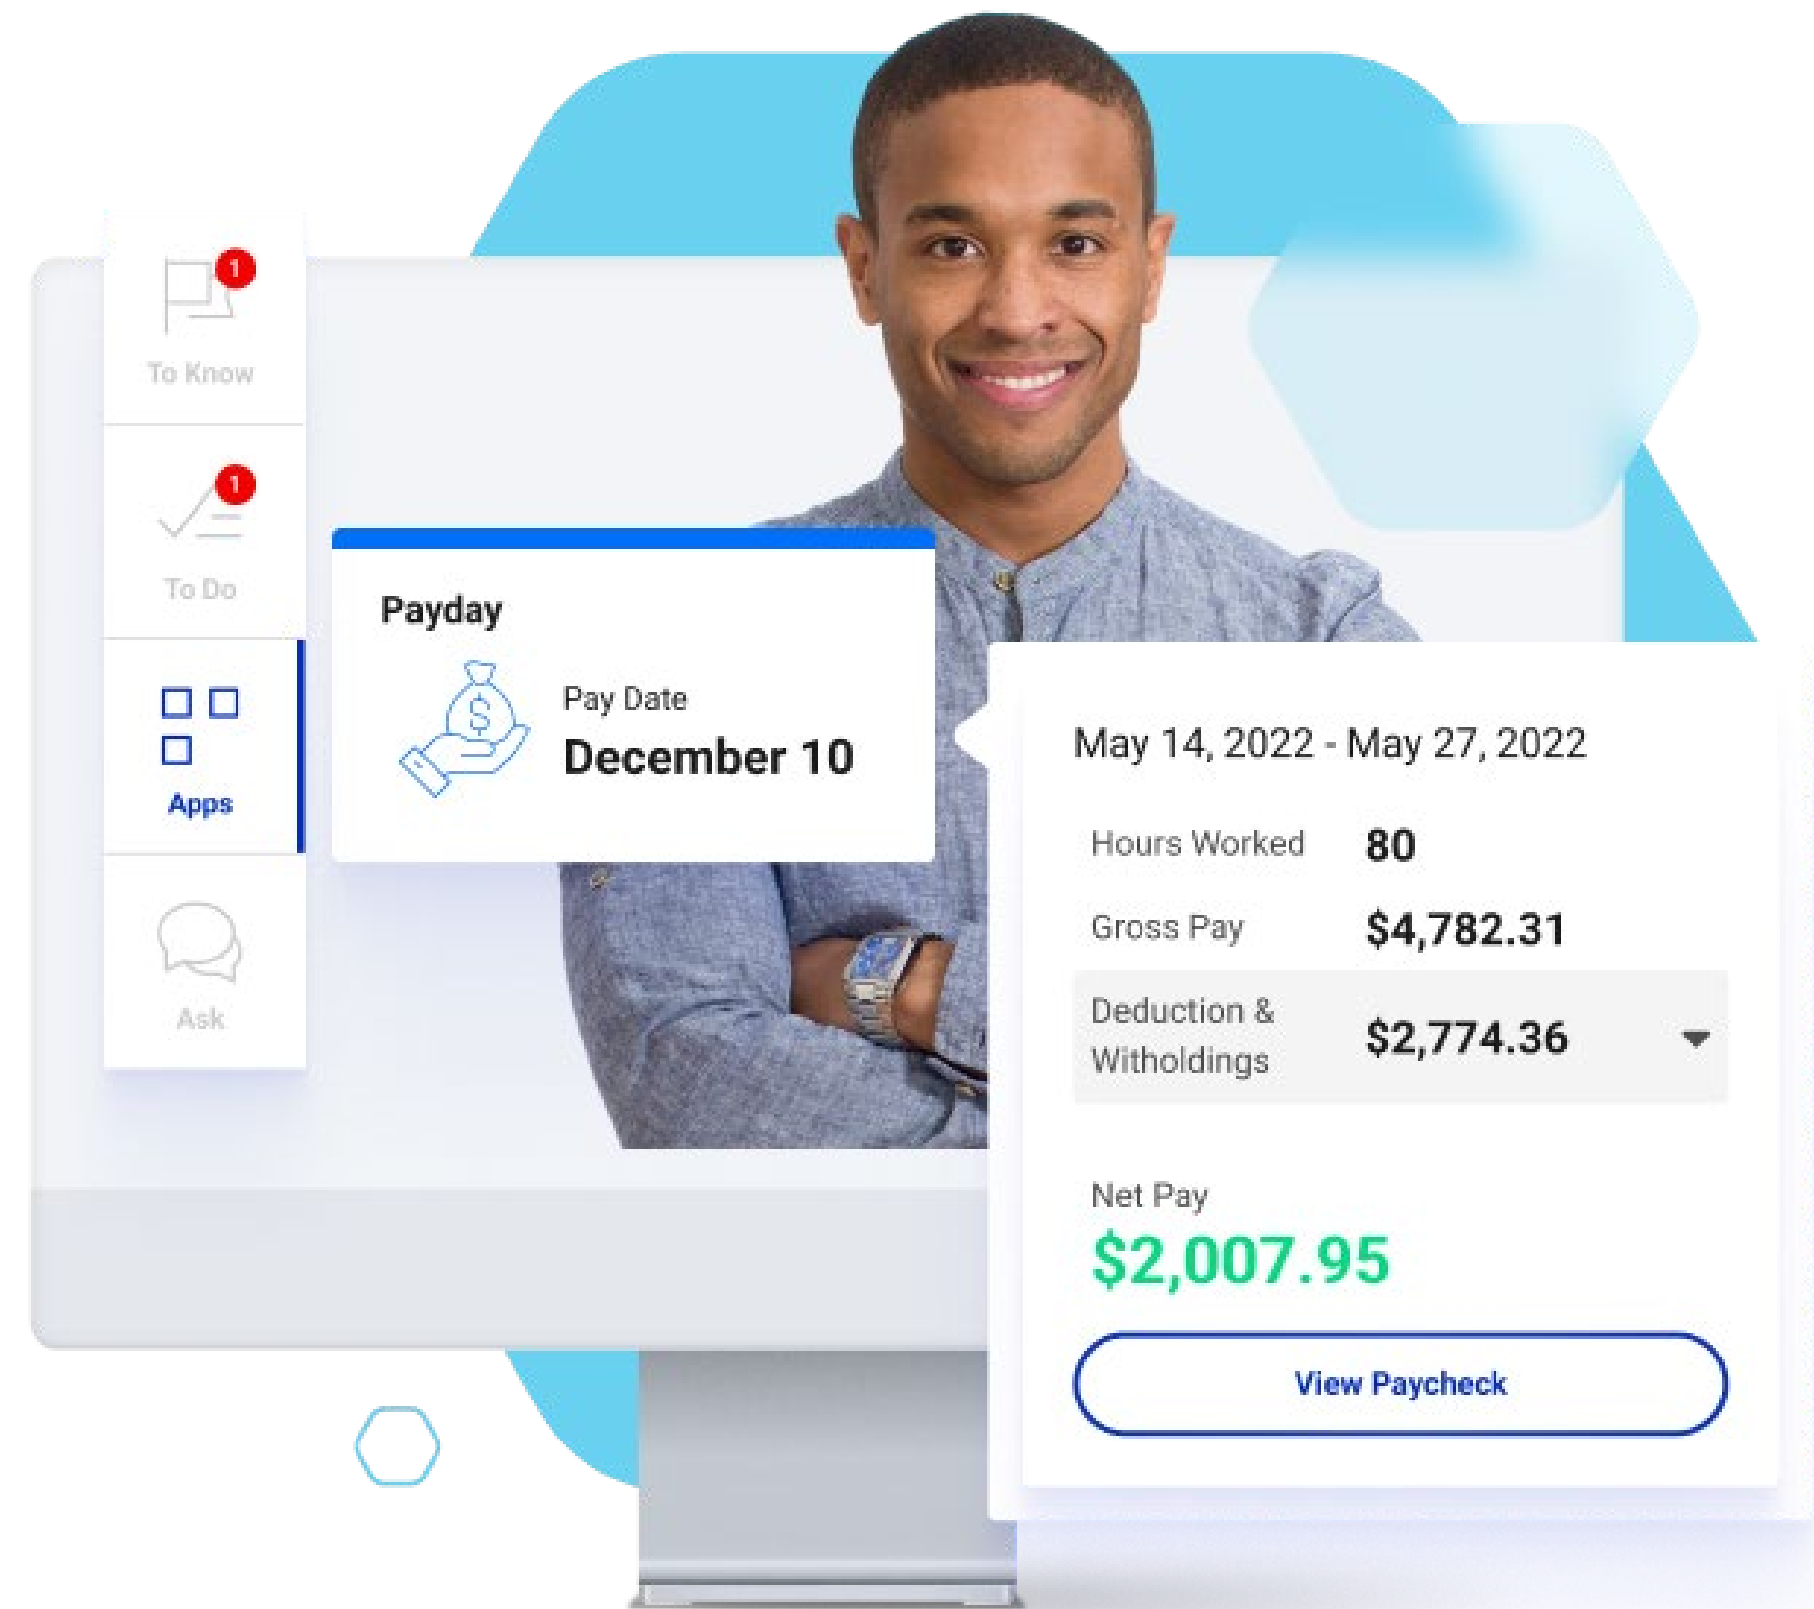 1
To Know
1
To Do
Apps
Ask
Payday
$
Pay Date
December 10
May 14, 2022 - May 27, 2022
Hours Worked 80
Gross Pay $4,782.31
Deduction &
Witholdings $2,774.36
Net Pay
$2,007.95
View Paycheck